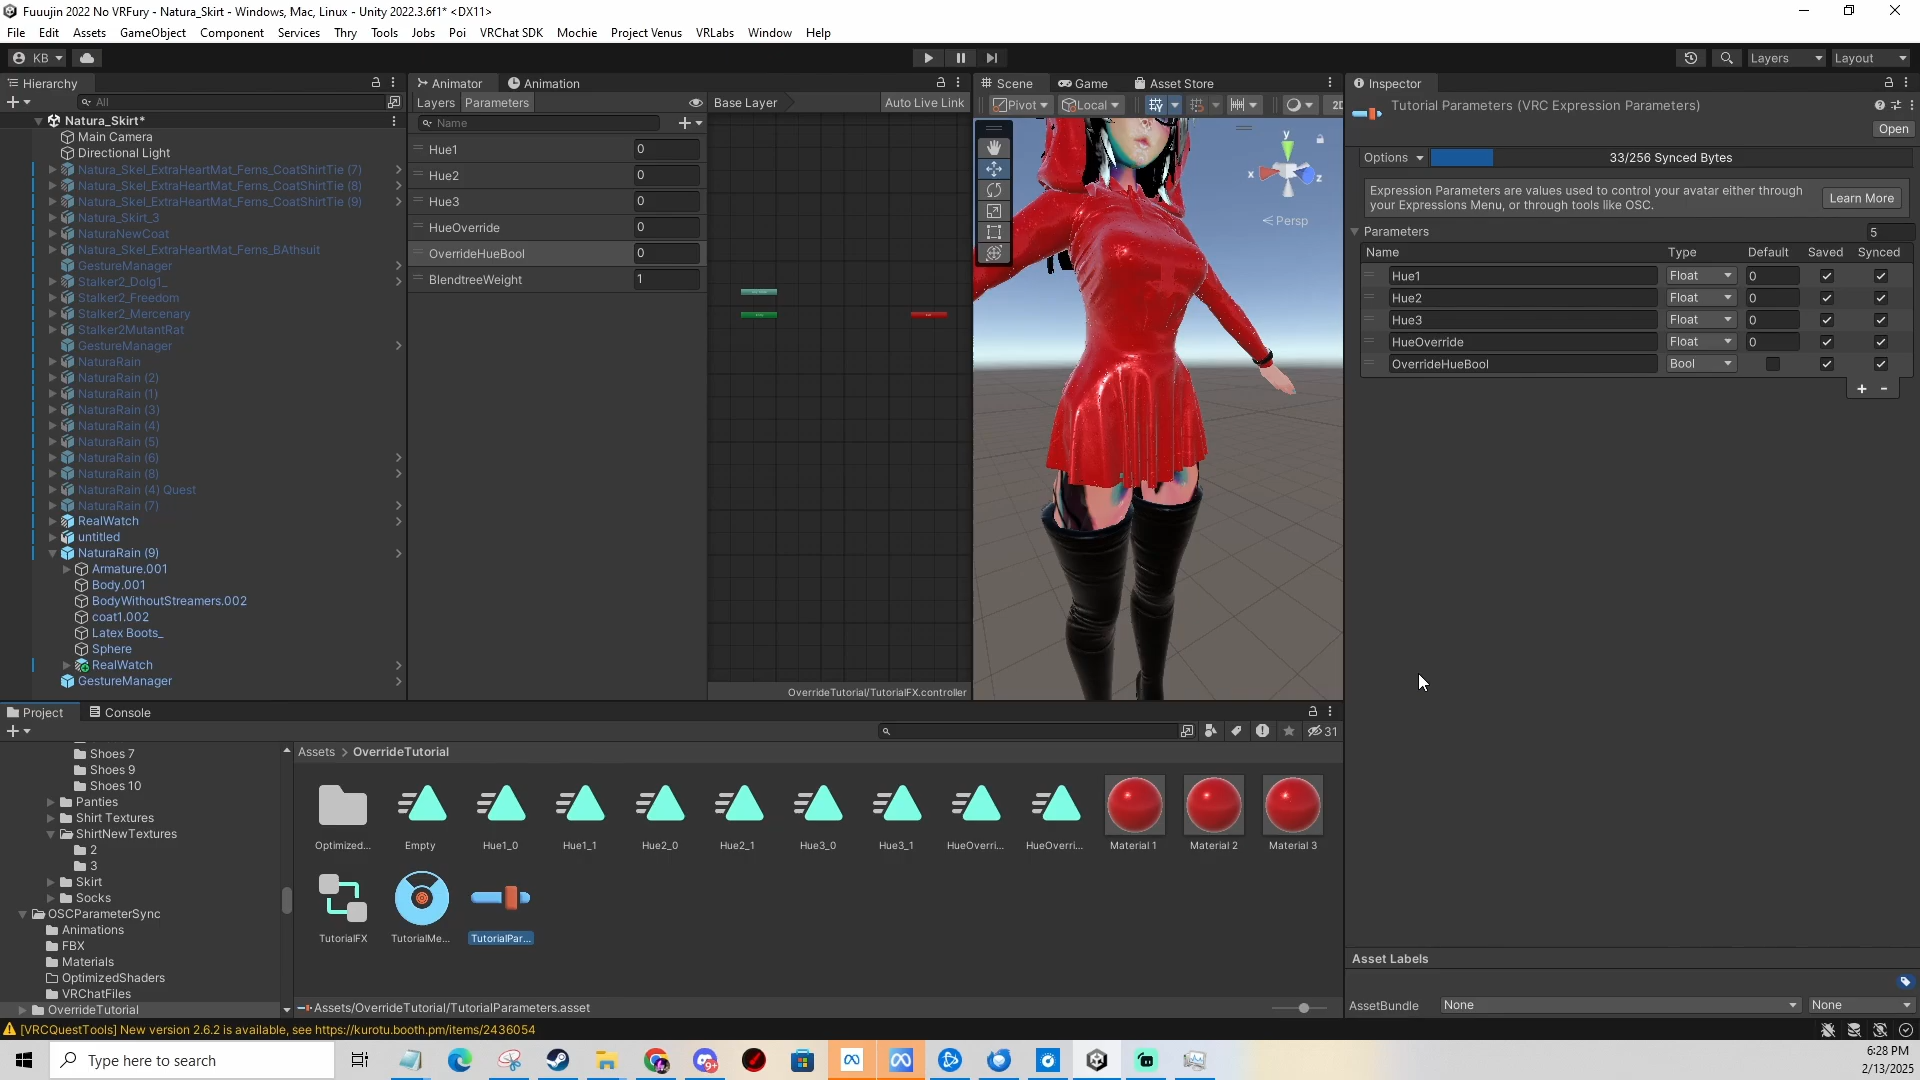 Fuuujin 2022 No VRFury - Natura_Skirt - Windows, Mac, Linux - Unity 2022.3.6f1* <DX11>
File Edit Assets GameObject Component Services Thry Tools Jobs Poi VRChat SDK Mochie Project Venus VRLabs Window Help
KB
Layers
Layout
Hierarchy
All
Natura_Skirt*
Main Camera
Directional Light
Natura_Skel_ExtraHeartMat_Ferns_CoatShirtTie (7)
Natura_Skel_ExtraHeartMat_Ferns_CoatShirtTie (8)
Natura_Skel_ExtraHeartMat_Ferns_CoatShirtTie (9)
Natura_Skirt_3
NaturaNewCoat
Natura_Skel_ExtraHeartMat_Ferns_BAthsuit
GestureManager
Stalker2_Dolg1_
Stalker2_Freedom
Stalker2_Mercenary
Stalker2MutantRat
GestureManager
NaturaRain
NaturaRain (2)
NaturaRain (1)
NaturaRain (3)
NaturaRain (4)
NaturaRain (5)
NaturaRain (6)
NaturaRain (8)
NaturaRain (4) Quest
NaturaRain (7)
RealWatch
untitled
NaturaRain (9)
Armature.001
Body.001
BodyWithoutStreamers.002
coat1.002
Latex Boots_
Sphere
RealWatch
GestureManager
Animator
Animation
Layers
Parameters
Base Layer
Auto Live Link
Name
Hue1 0
Hue2 0
Hue3 0
HueOverride 0
OverrideHueBool 0
BlendtreeWeight 1
OverrideTutorial/TutorialFX.controller
Scene
Game
Asset Store
Pivot
Local
2D
y
x
z
Persp
Inspector
Tutorial Parameters (VRC Expression Parameters)
Open
Options
33/256 Synced Bytes
Expression Parameters are values used to control your avatar either through
your Expressions Menu, or through tools like OSC.
Learn More
Parameters 5
Name Type Default Saved Synced
Hue1 Float 0
Hue2 Float 0
Hue3 Float 0
HueOverride Float 0
OverrideHueBool Bool
+ -
Asset Labels
AssetBundle None None
Project
Console
31
Shoes 7
Shoes 9
Shoes 10
Panties
Shirt Textures
ShirtNewTextures
2
3
Skirt
Socks
OSCParameterSync
Animations
FBX
Materials
OptimizedShaders
VRChatFiles
OverrideTutorial
Assets > OverrideTutorial
Optimized...
Empty
Hue1_0
Hue1_1
Hue2_0
Hue2_1
Hue3_0
Hue3_1
HueOverri...
HueOverri...
Material 1
Material 2
Material 3
TutorialFX
TutorialMe...
TutorialPar...
Assets/OverrideTutorial/TutorialParameters.asset
[VRCQuestTools] New version 2.6.2 is available, see https://kurotu.booth.pm/items/2436054
Type here to search
9+
6:28 PM
2/13/2025